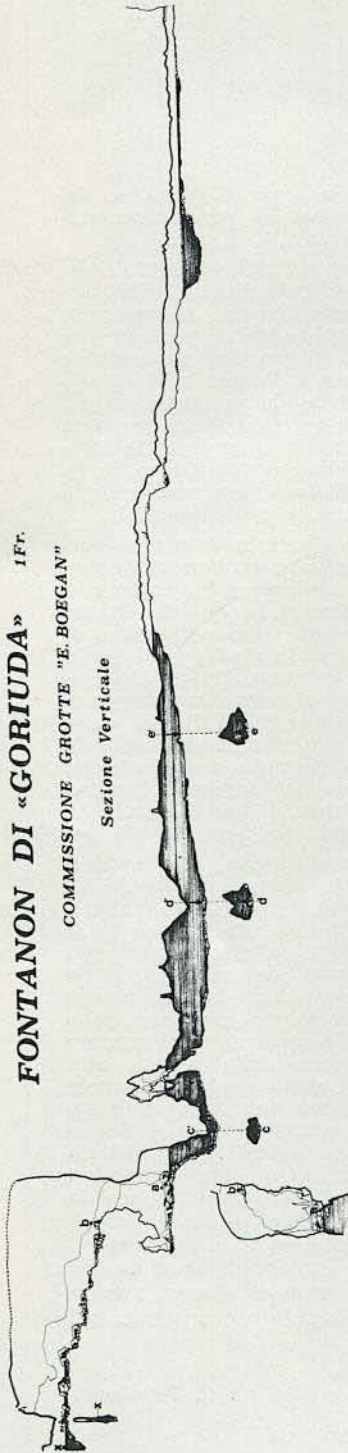 FONTANON DI «GORIUDA» 1Fr.
COMMISSIONE GROTTE "E. BOEGAN"
Sezione Verticale
x
x
b
a
c
c
d
d
e
e
b